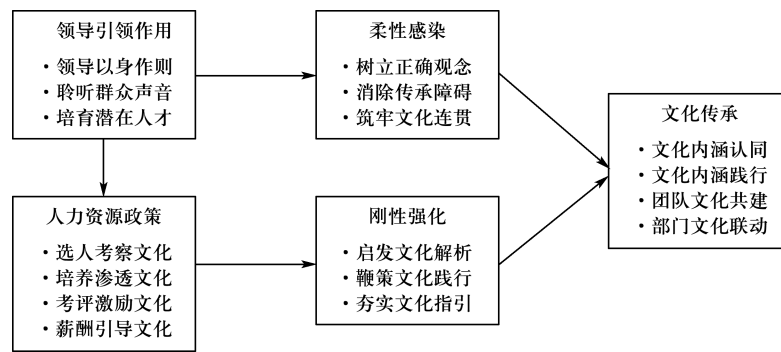 领导引领作用
·领导以身作则
·聆听群众声音
·培育潜在人才
柔性感染
·树立正确观念
·消除传承障碍
·筑牢文化连贯
人力资源政策
·选人考察文化
·培养渗透文化
·考评激励文化
·薪酬引导文化
刚性强化
·启发文化解析
·鞭策文化践行
·夯实文化指引
文化传承
·文化内涵认同
·文化内涵践行
·团队文化共建
·部门文化联动